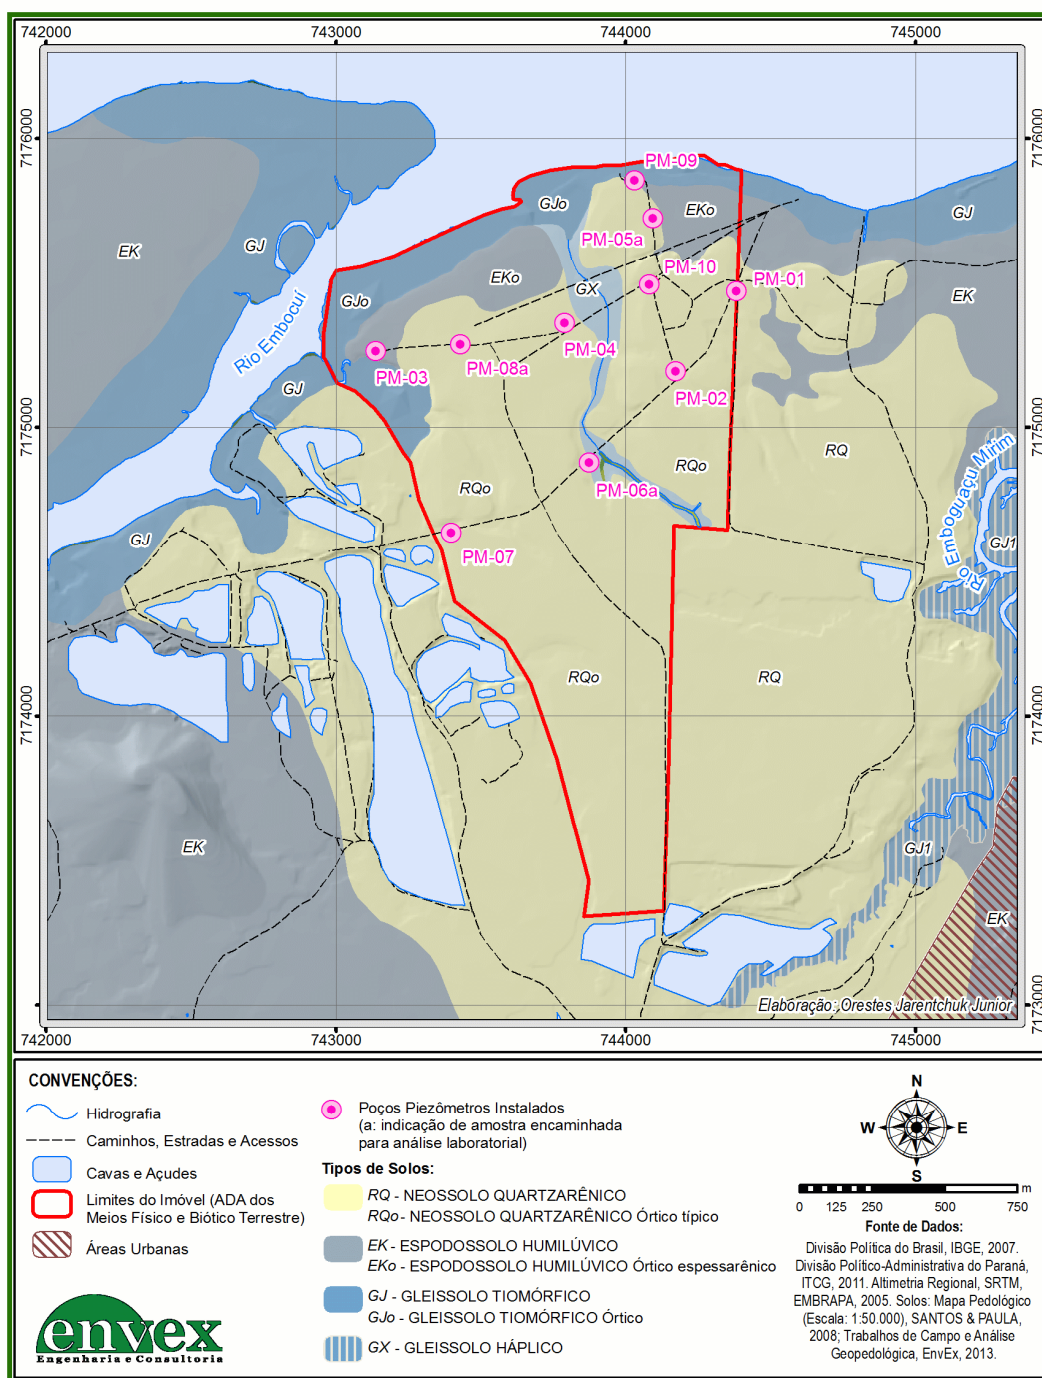 742000
743000
744000
745000
7176000
7176000
7175000
7175000
7174000
7174000
7173000
742000
743000
744000
745000
PM-09
GJo
EKo
GJ
PM-05a
EK
GJ
PM-10
PM-01
EKo
GX
GJo
EK
Rio Embocuí
PM-04
PM-03
PM-08a
PM-02
GJ
RQ
RQo
RQo
PM-06a
Rio Emboguaçu Mirim
GJ
PM-07
GJ1
RQo
RQ
EK
GJ1
EK
Elaboração: Orestes Jarentchuk Junior
CONVENÇÕES:
Hidrografia
Caminhos, Estradas e Acessos
Cavas e Açudes
Limites do Imóvel (ADA dos
Meios Físico e Biótico Terrestre)
Áreas Urbanas
envex
Engenharia e Consultoria
Poços Piezômetros Instalados
(a: indicação de amostra encaminhada
para análise laboratorial)
Tipos de Solos:
RQ - NEOSSOLO QUARTZARÊNICO
RQo- NEOSSOLO QUARTZARÊNICO Órtico típico
EK - ESPODOSSOLO HUMILÚVICO
EKo - ESPODOSSOLO HUMILÚVICO Órtico espessarênico
GJ - GLEISSOLO TIOMÓRFICO
GJo - GLEISSOLO TIOMÓRFICO Órtico
GX - GLEISSOLO HÁPLICO
N
W E
S
m
0 125 250 500 750
Fonte de Dados:
Divisão Política do Brasil, IBGE, 2007.
Divisão Político-Administrativa do Paraná,
ITCG, 2011. Altimetria Regional, SRTM,
EMBRAPA, 2005. Solos: Mapa Pedológico
(Escala: 1:50.000), SANTOS & PAULA,
2008; Trabalhos de Campo e Análise
Geopedológica, EnvEx, 2013.